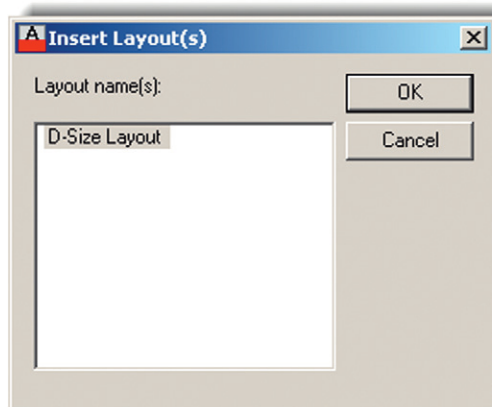 A Insert Layout(s)
Layout name(s):
OK
D-Size Layout
Cancel